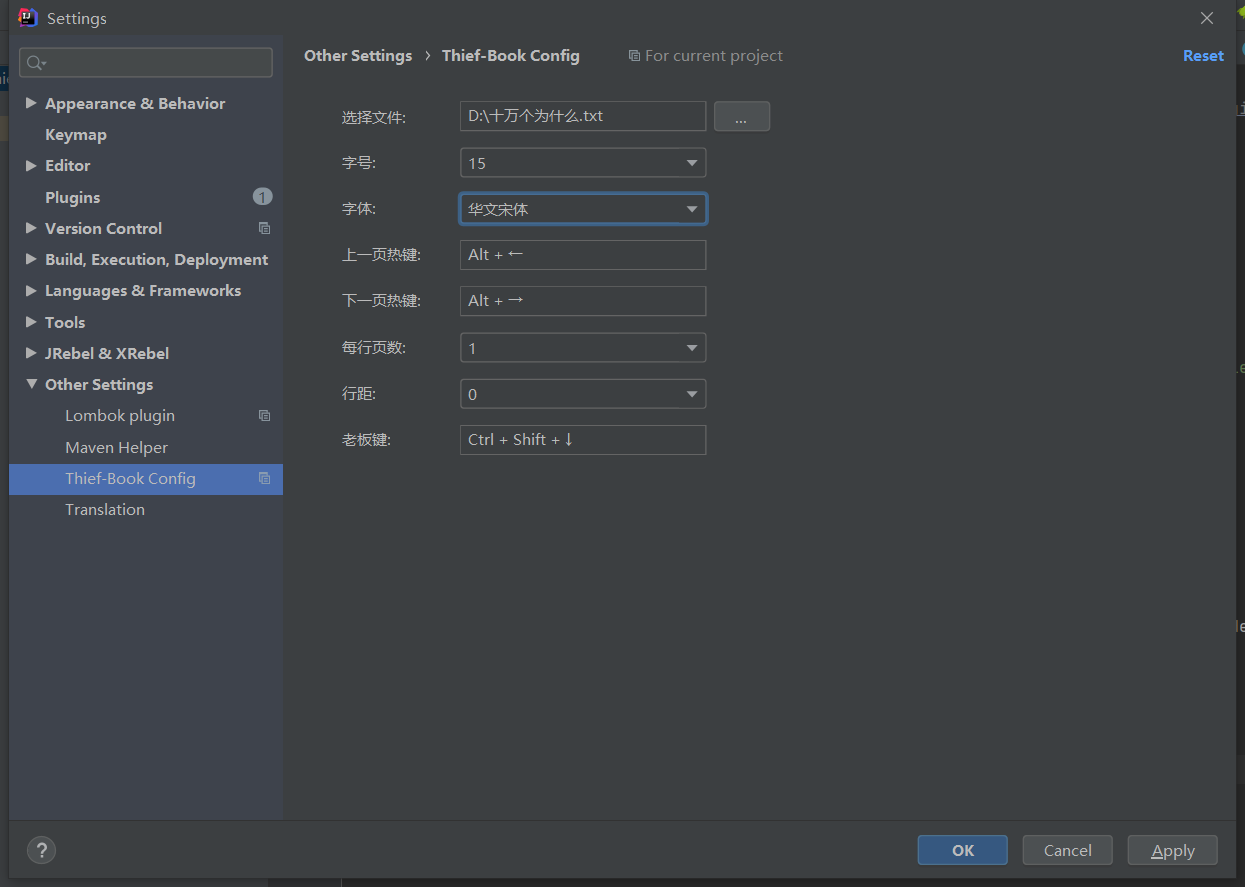 Settings
Appearance & Behavior
Keymap
Editor
Plugins 1
Version Control
Build, Execution, Deployment
Languages & Frameworks
Tools
JRebel & XRebel
Other Settings
Lombok plugin
Maven Helper
Thief-Book Config
Translation
Other Settings › Thief-Book Config For current project Reset
选择文件: D:\十万个为什么.txt ...
字号: 15
字体: 华文宋体
上一页热键: Alt + ←
下一页热键: Alt + →
每行页数: 1
行距: 0
老板键: Ctrl + Shift + ↓
?
OK Cancel Apply